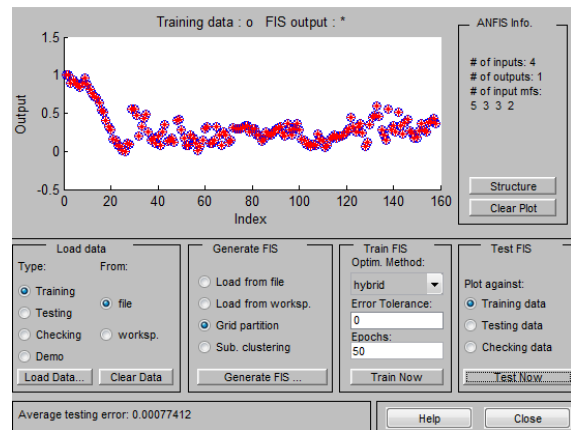 Training data : o   FIS output : *
1.5
1
0.5
0
-0.5
Output
0 20 40 60 80 100 120 140 160
Index
ANFIS Info.
# of inputs: 4
# of outputs: 1
# of input mfs:
5 3 3 2
Structure
Clear Plot
Load data
Type: From:
Training
Testing
Checking
Demo
file
worksp.
Load Data... Clear Data
Generate FIS
Load from file
Load from worksp.
Grid partition
Sub. clustering
Generate FIS ...
Train FIS
Optim. Method:
hybrid
Error Tolerance:
0
Epochs:
50
Train Now
Test FIS
Plot against:
Training data
Testing data
Checking data
Test Now
Average testing error: 0.00077412
Help Close